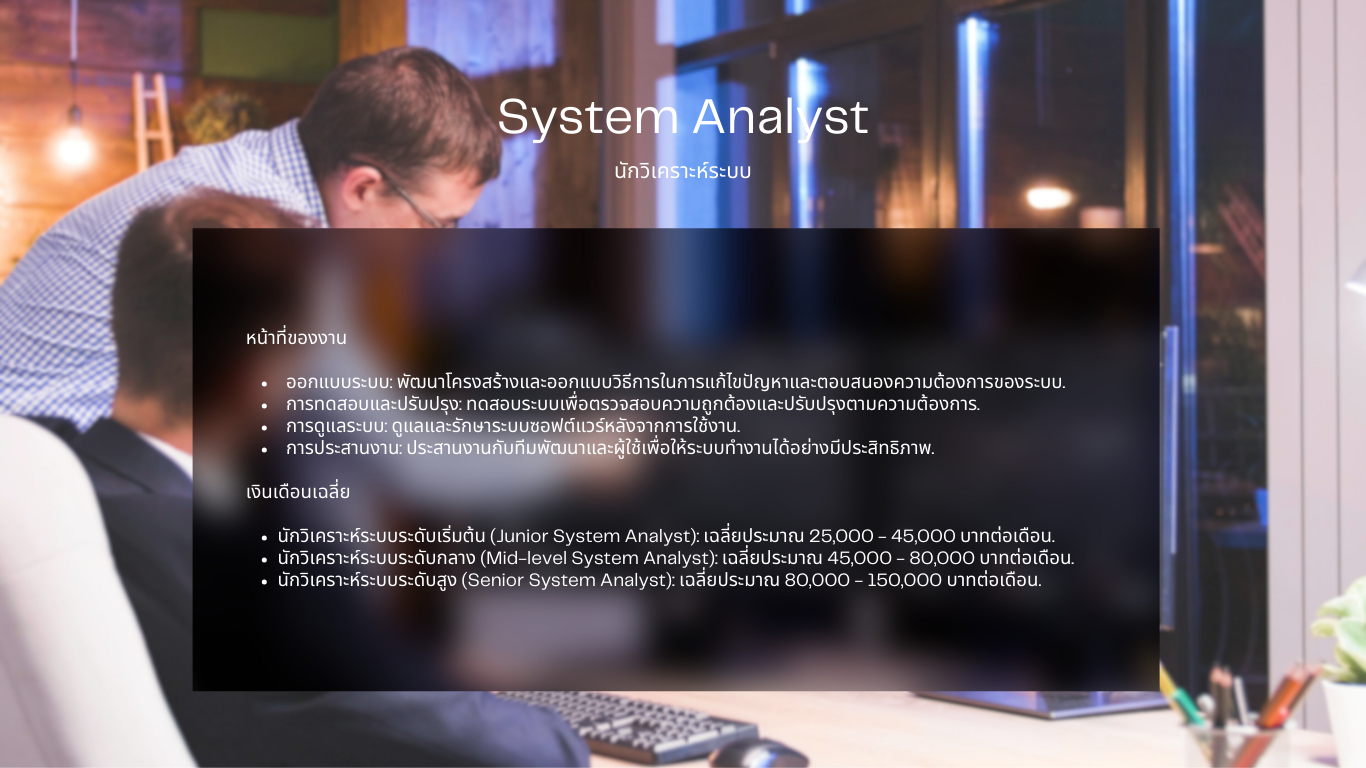 System Analyst
นักวิเคราะห์ระบบ
หน้าที่ของงาน
• ออกแบบระบบ: พัฒนาโครงสร้างและออกแบบวิธีการในการแก้ไขปัญหาและตอบสนองความต้องการของระบบ.
• การทดสอบและปรับปรุง: ทดสอบระบบเพื่อตรวจสอบความถูกต้องและปรับปรุงตามความต้องการ.
• การดูแลระบบ: ดูแลและรักษาระบบซอฟต์แวร์หลังจากการใช้งาน.
• การประสานงาน: ประสานงานกับทีมพัฒนาและผู้ใช้เพื่อให้ระบบทำงานได้อย่างมีประสิทธิภาพ.
เงินเดือนเฉลี่ย
• นักวิเคราะห์ระบบระดับเริ่มต้น (Junior System Analyst): เฉลี่ยประมาณ 25,000 – 45,000 บาทต่อเดือน.
• นักวิเคราะห์ระบบระดับกลาง (Mid-level System Analyst): เฉลี่ยประมาณ 45,000 – 80,000 บาทต่อเดือน.
• นักวิเคราะห์ระบบระดับสูง (Senior System Analyst): เฉลี่ยประมาณ 80,000 – 150,000 บาทต่อเดือน.